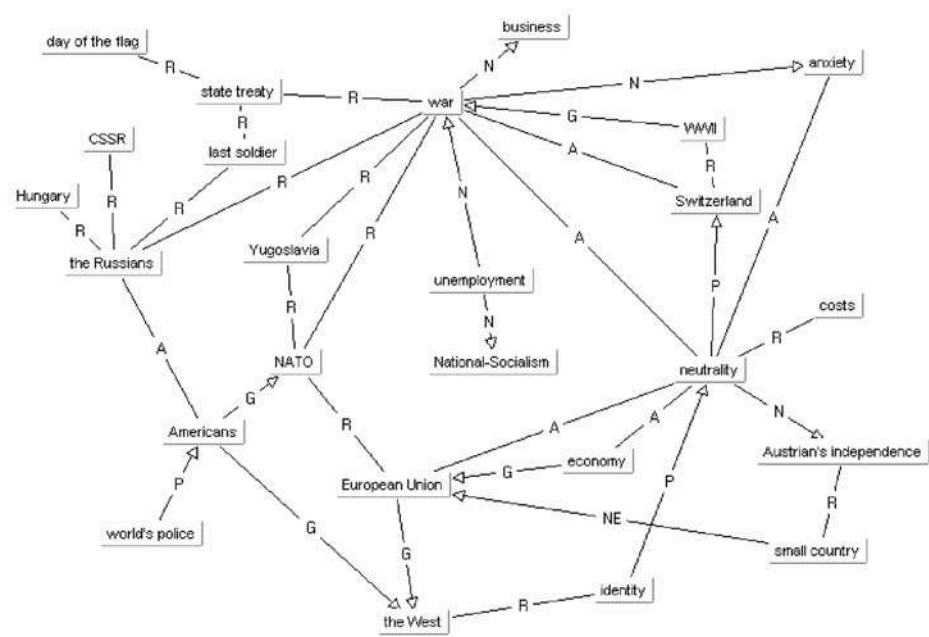 business
day of the flag
R
N
anxiety
state treaty
R
N
war
G
WWII
CSSR
R
last soldier
A
R
Hungary
R
R
R
R
R
N
Switzerland
R
A
A
the Russians
Yugoslavia
unemployment
P
R
N
costs
R
A
NATO
National-Socialism
neutrality
G
N
Americans
R
A
A
economy
Austrian's independence
P
European Union
G
P
R
world's police
NE
G
small country
G
identity
R
the West